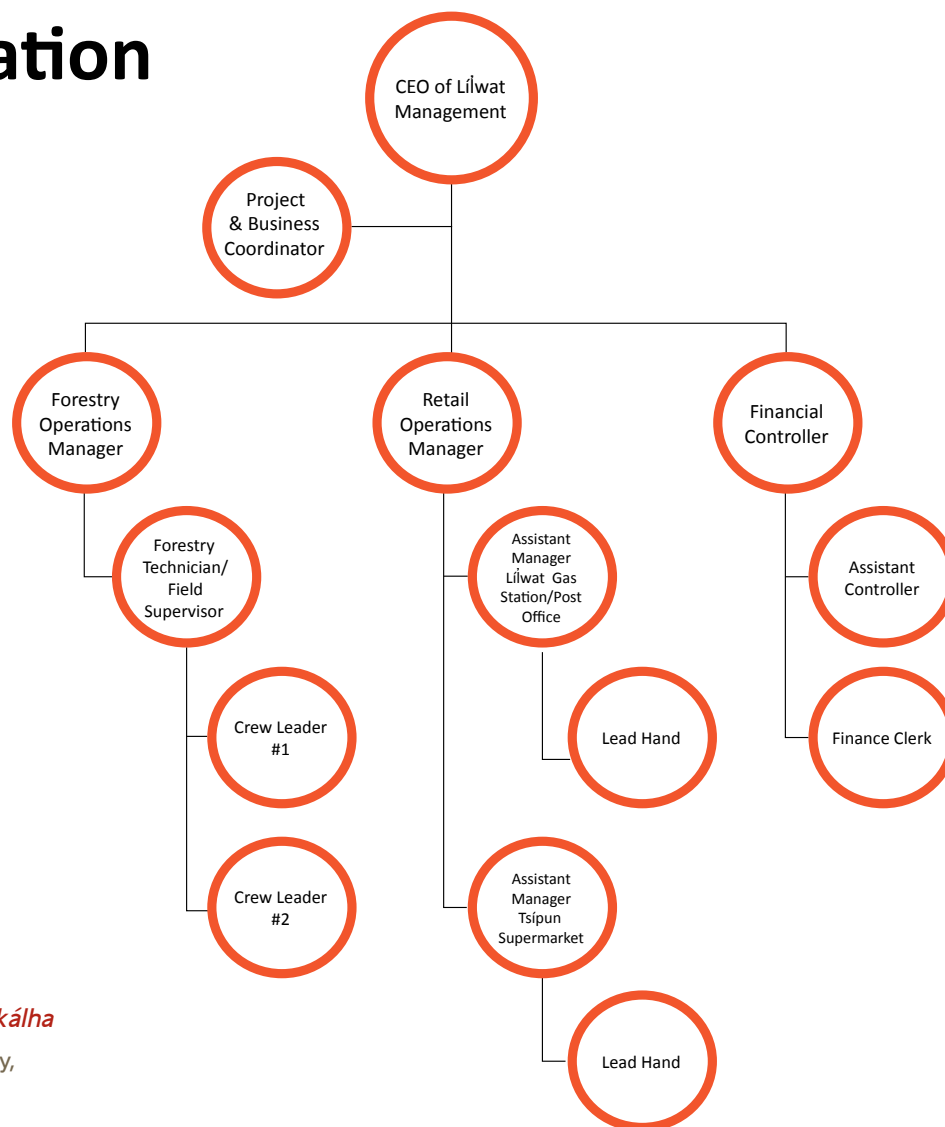 ation
CEO of Líl̓wat
Management
Project
& Business
Coordinator
Forestry
Operations
Manager
Retail
Operations
Manager
Financial
Controller
Forestry
Technician/
Field
Supervisor
Assistant
Manager
Líl̓wat Gas
Station/Post
Office
Assistant
Controller
Crew Leader
#1
Lead Hand
Finance Clerk
Crew Leader
#2
Assistant
Manager
Tsípun
Supermarket
kálha
y,
Lead Hand